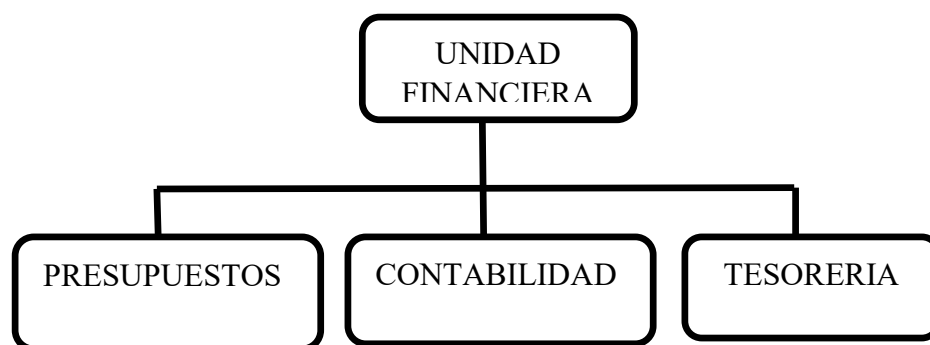 UNIDAD
FINANCIERA
PRESUPUESTOS
CONTABILIDAD
TESORERIA